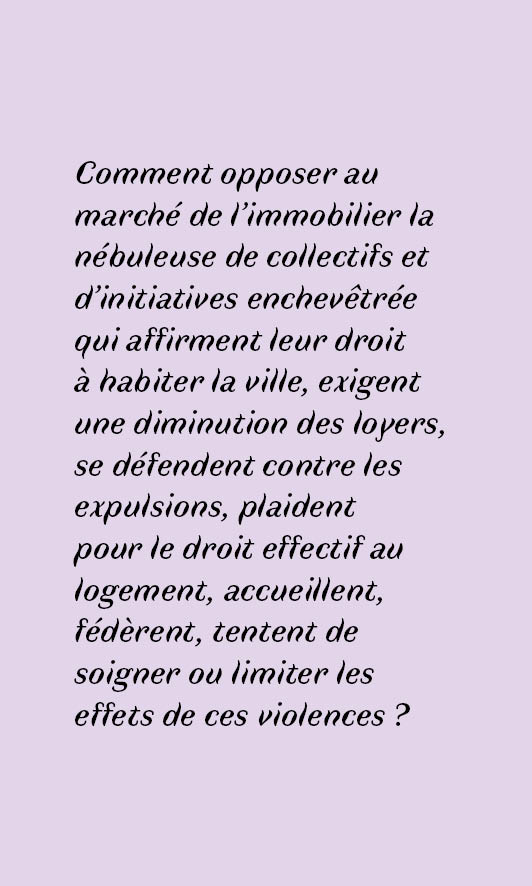 Comment opposer au
marché de l’immobilier la
nébuleuse de collectifs et
d’initiatives enchevêtrée
qui affirment leur droit
à habiter la ville, exigent
une diminution des loyers,
se défendent contre les
expulsions, plaident
pour le droit effectif au
logement, accueillent,
fédèrent, tentent de
soigner ou limiter les
effets de ces violences ?